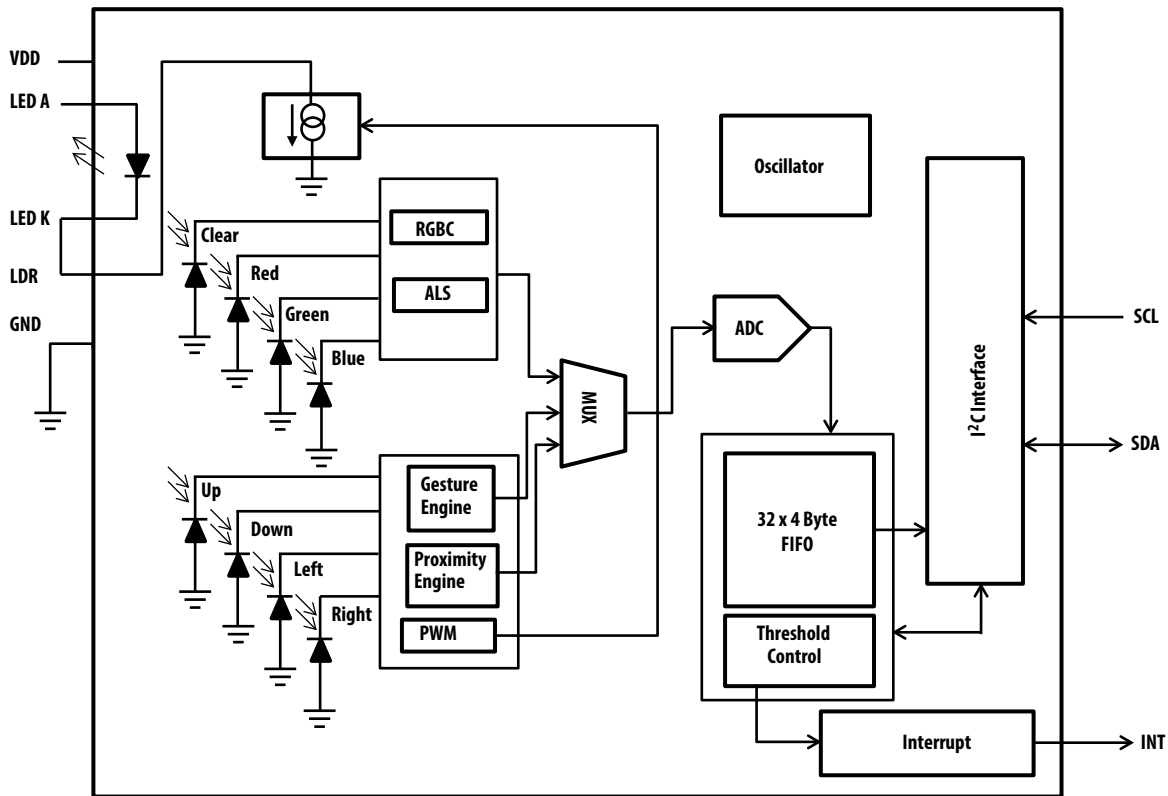 VDD
LED A
LED K
LDR
GND
Clear
Red
Green
Blue
RGBC
ALS
Up
Down
Left
Right
Gesture
Engine
Proximity
Engine
PWM
MUX
ADC
Oscillator
32 x 4 Byte
FIFO
Threshold
Control
I²C Interface
Interrupt
SCL
SDA
INT